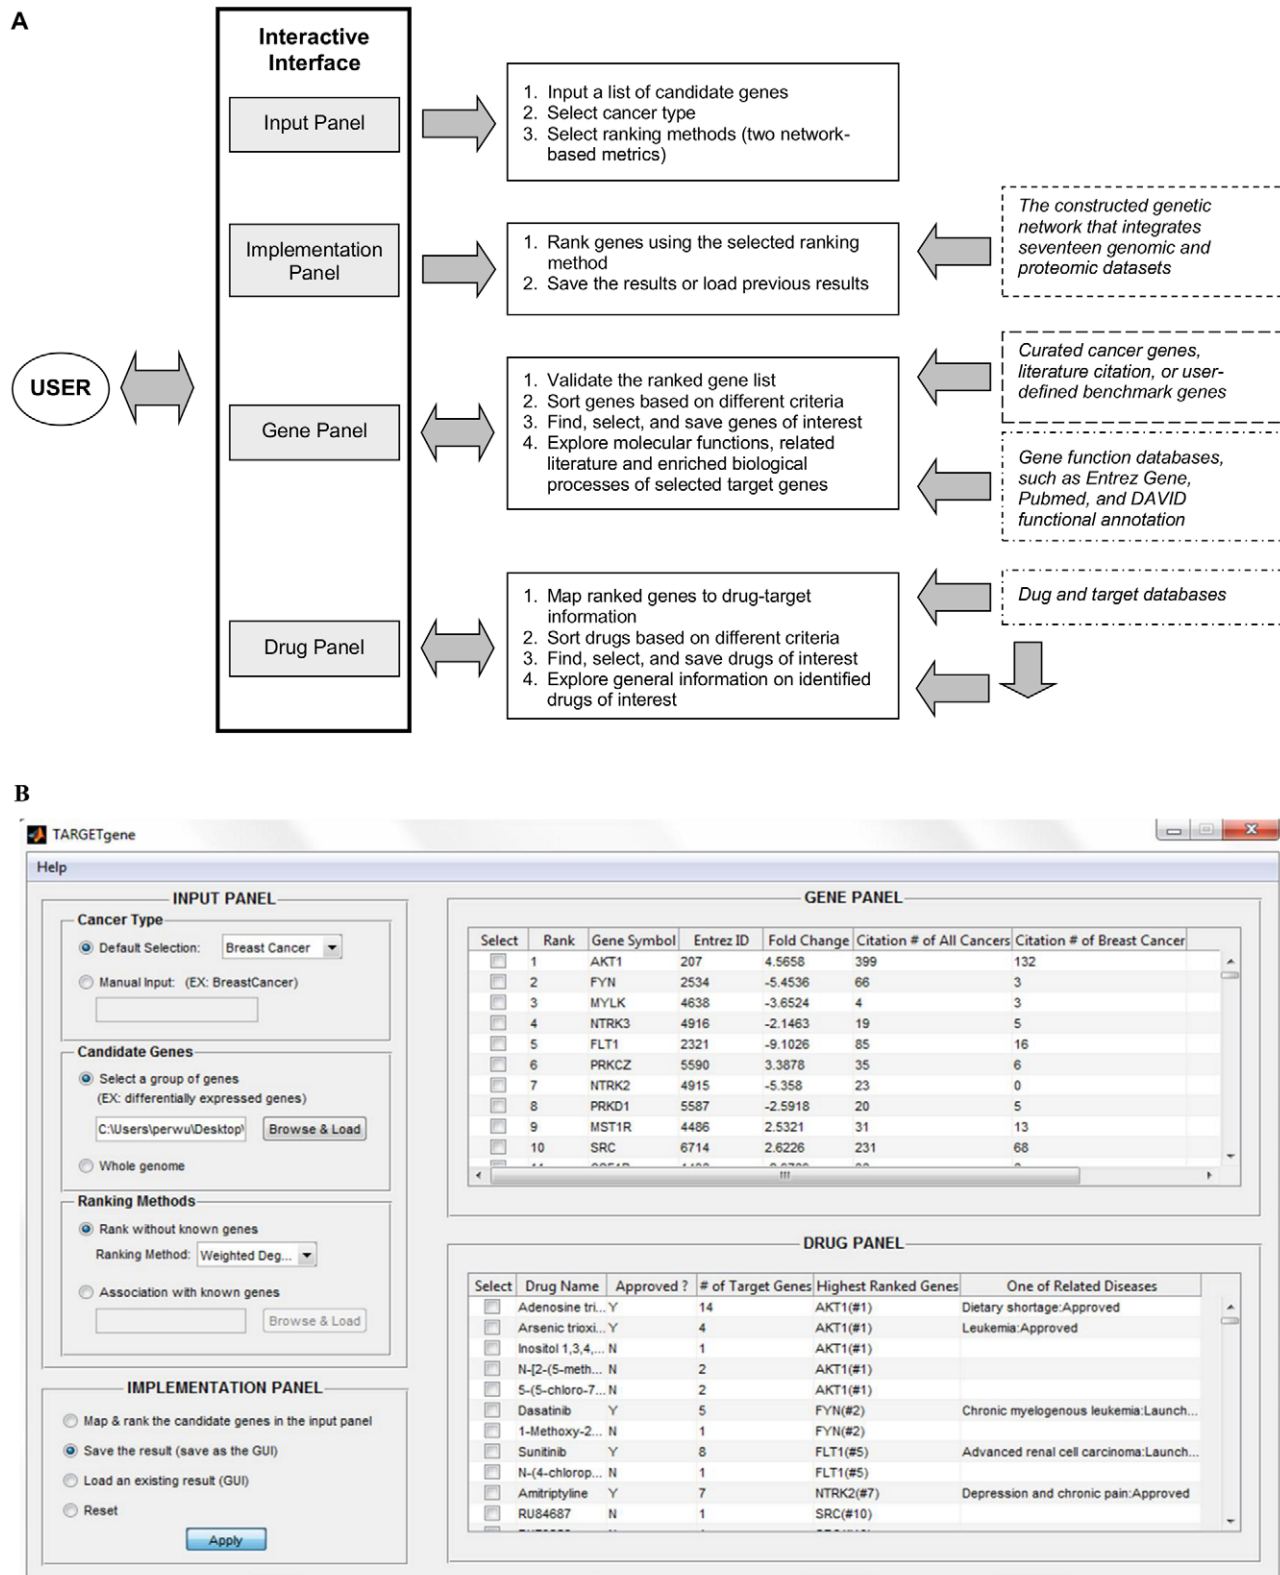 A
Interactive
Interface
Input Panel
1. Input a list of candidate genes
2. Select cancer type
3. Select ranking methods (two network-
based metrics)
Implementation
Panel
1. Rank genes using the selected ranking
method
2. Save the results or load previous results
The constructed genetic
network that integrates
seventeen genomic and
proteomic datasets
USER
Gene Panel
1. Validate the ranked gene list
2. Sort genes based on different criteria
3. Find, select, and save genes of interest
4. Explore molecular functions, related
literature and enriched biological
processes of selected target genes
Curated cancer genes,
literature citation, or user-
defined benchmark genes
Gene function databases,
such as Entrez Gene,
Pubmed, and DAVID
functional annotation
Drug Panel
1. Map ranked genes to drug-target
information
2. Sort drugs based on different criteria
3. Find, select, and save drugs of interest
4. Explore general information on identified
drugs of interest
Dug and target databases
B
TARGETgene
Help
INPUT PANEL
Cancer Type
Default Selection: Breast Cancer
Manual Input: (EX: BreastCancer)
Candidate Genes
Select a group of genes
(EX: differentially expressed genes)
C:\Users\perwu\Desktop\ Browse & Load
Whole genome
Ranking Methods
Rank without known genes
Ranking Method: Weighted Deg...
Association with known genes
Browse & Load
IMPLEMENTATION PANEL
Map & rank the candidate genes in the input panel
Save the result (save as the GUI)
Load an existing result (GUI)
Reset
Apply
GENE PANEL
Select Rank Gene Symbol Entrez ID Fold Change Citation # of All Cancers Citation # of Breast Cancer
1 AKT1 207 4.5658 399 132
2 FYN 2534 -5.4536 66 3
3 MYLK 4638 -3.6524 4 3
4 NTRK3 4916 -2.1463 19 5
5 FLT1 2321 -9.1026 85 16
6 PRKCZ 5590 3.3878 35 6
7 NTRK2 4915 -5.358 23 0
8 PRKD1 5587 -2.5918 20 5
9 MST1R 4486 2.5321 31 13
10 SRC 6714 2.6226 231 68
DRUG PANEL
Select Drug Name Approved ? # of Target Genes Highest Ranked Genes One of Related Diseases
Adenosine tri... Y 14 AKT1(#1) Dietary shortage:Approved
Arsenic trioxi... Y 4 AKT1(#1) Leukemia:Approved
Inositol 1,3,4,... N 1 AKT1(#1)
N-[2-(5-meth... N 2 AKT1(#1)
5-(5-chloro-7... N 2 AKT1(#1)
Dasatinib Y 5 FYN(#2) Chronic myelogenous leukemia:Launch...
1-Methoxy-2... N 1 FYN(#2)
Sunitinib Y 8 FLT1(#5) Advanced renal cell carcinoma:Launch...
N-(4-chlorop... N 1 FLT1(#5)
Amitriptyline Y 7 NTRK2(#7) Depression and chronic pain:Approved
RU84687 N 1 SRC(#10)